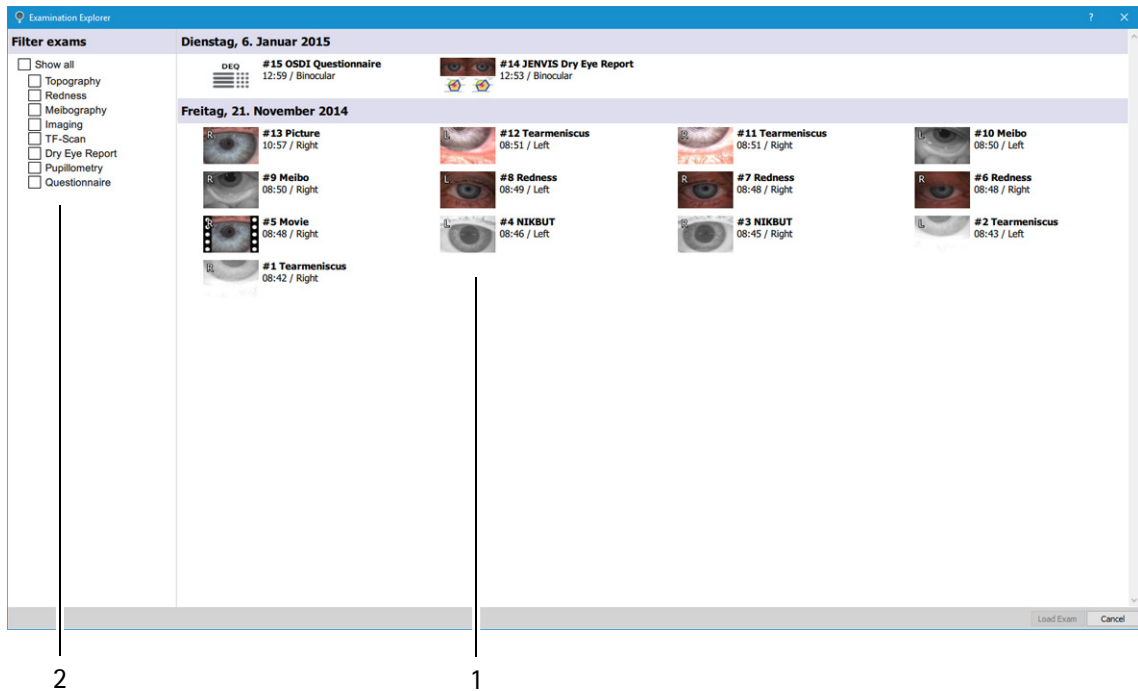 Examination Explorer
? ×
Filter exams
Show all
Topography
Redness
Meibography
Imaging
TF-Scan
Dry Eye Report
Pupillometry
Questionnaire
Dienstag, 6. Januar 2015
DEQ
#15 OSDI Questionnaire
12:59 / Binocular
#14 JENVIS Dry Eye Report
12:53 / Binocular
Freitag, 21. November 2014
R
#13 Picture
10:57 / Right
L
#12 Tearmeniscus
08:51 / Left
R
#11 Tearmeniscus
08:51 / Right
L
#10 Meibo
08:50 / Left
R
#9 Meibo
08:50 / Right
L
#8 Redness
08:49 / Left
R
#7 Redness
08:48 / Right
R
#6 Redness
08:48 / Right
R
#5 Movie
08:48 / Right
L
#4 NIKBUT
08:46 / Left
R
#3 NIKBUT
08:45 / Right
L
#2 Tearmeniscus
08:43 / Left
R
#1 Tearmeniscus
08:42 / Right
Load Exam
Cancel
2
1